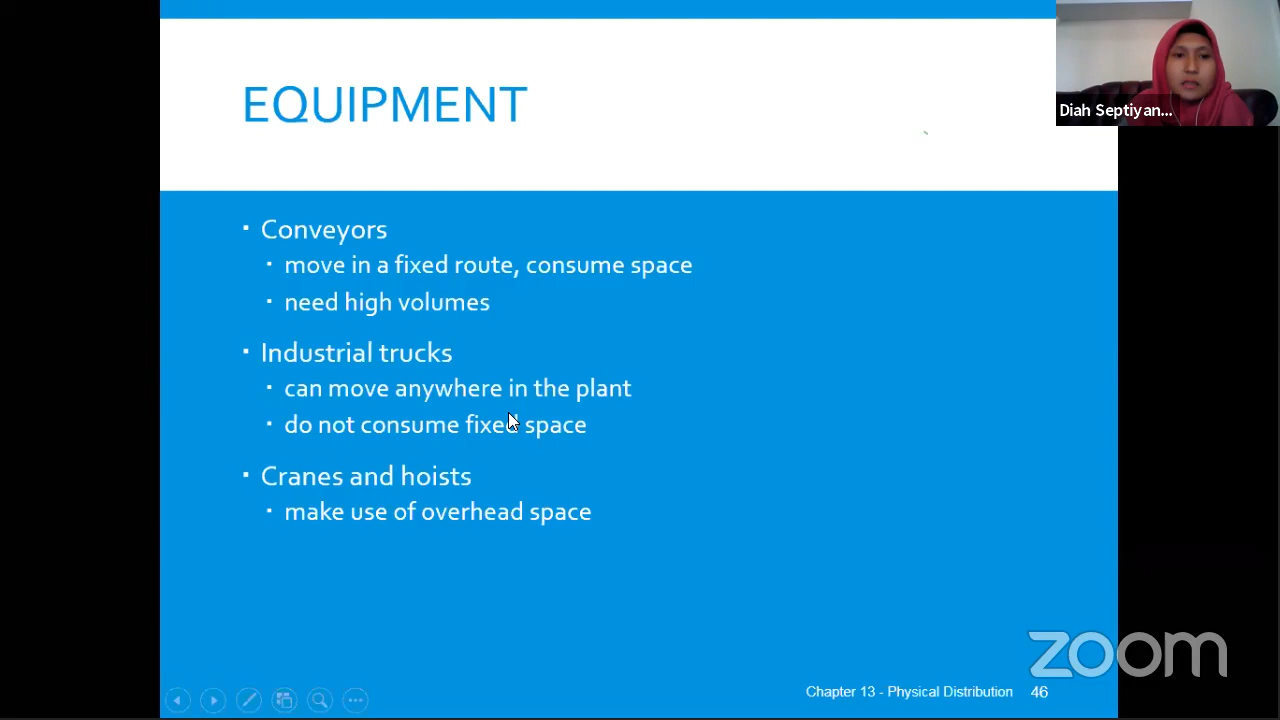 EQUIPMENT
Diah Septiyan...
▪ Conveyors
▪ move in a fixed route, consume space
▪ need high volumes
▪ Industrial trucks
▪ can move anywhere in the plant
▪ do not consume fixed space
▪ Cranes and hoists
▪ make use of overhead space
zoom
Chapter 13 - Physical Distribution 46